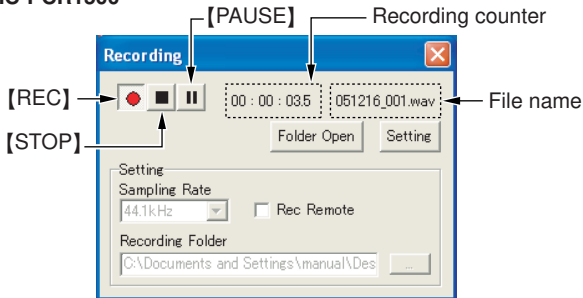 【PAUSE】 Recording counter
Recording
【REC】 00 : 00 : 03.5 051216_001.wav File name
【STOP】 Folder Open Setting
Setting
Sampling Rate
44.1kHz Rec Remote
Recording Folder
C:\Documents and Settings\manual\Des ...